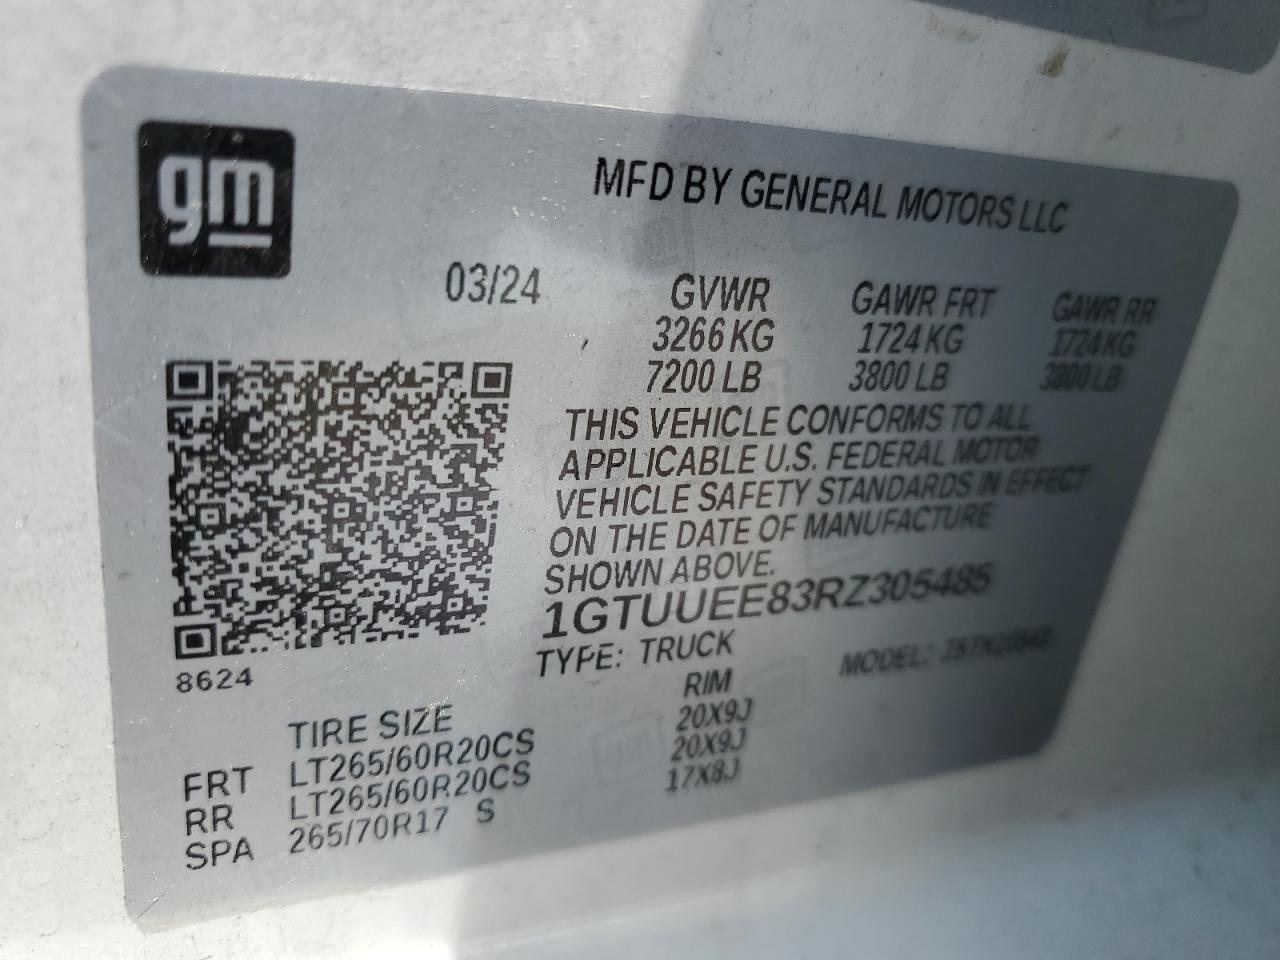 gm
MFD BY GENERAL MOTORS LLC
03/24
GVWR GAWR FRT GAWR RR
3266 KG 1724 KG 1724 KG
7200 LB 3800 LB 3800 LB
THIS VEHICLE CONFORMS TO ALL
APPLICABLE U.S. FEDERAL MOTOR
VEHICLE SAFETY STANDARDS IN EFFECT
ON THE DATE OF MANUFACTURE
SHOWN ABOVE.
1GTUUEE83RZ305485
TYPE: TRUCK MODEL:
8624
TIRE SIZE RIM
FRT LT265/60R20CS 20X9J
RR LT265/60R20CS 20X9J
SPA 265/70R17 S 17X8J